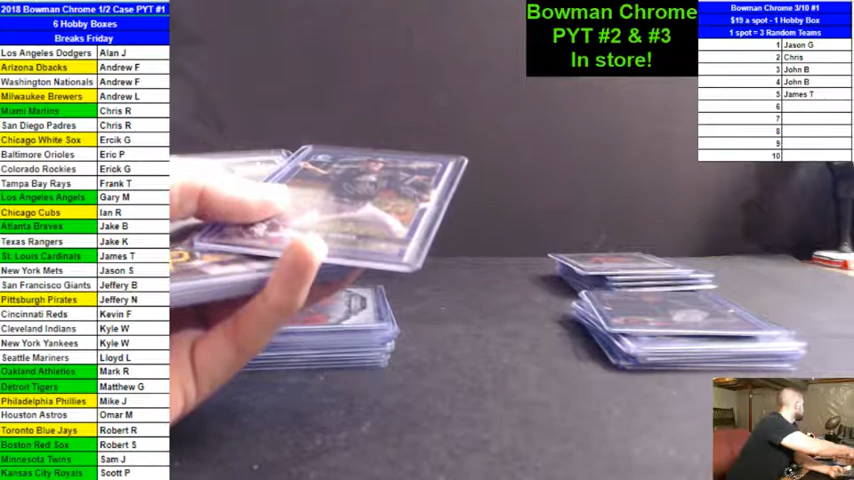 2018 Bowman Chrome 1/2 Case PYT #1
6 Hobby Boxes
Breaks Friday
Los Angeles Dodgers Alan J
Arizona Dbacks Andrew F
Washington Nationals Andrew F
Milwaukee Brewers Andrew L
Miami Marlins Chris R
San Diego Padres Chris R
Chicago White Sox Ercik G
Baltimore Orioles Eric P
Colorado Rockies Erick G
Tampa Bay Rays Frank T
Los Angeles Angels Gary M
Chicago Cubs Ian R
Atlanta Braves Jake B
Texas Rangers Jake K
St. Louis Cardinals James T
New York Mets Jason S
San Francisco Giants Jeffery B
Pittsburgh Pirates Jeffery N
Cincinnati Reds Kevin F
Cleveland Indians Kyle W
New York Yankees Kyle W
Seattle Mariners Lloyd L
Oakland Athletics Mark R
Detroit Tigers Matthew G
Philadelphia Phillies Mike J
Houston Astros Omar M
Toronto Blue Jays Robert R
Boston Red Sox Robert S
Minnesota Twins Sam J
Kansas City Royals Scott P
Bowman Chrome
PYT #2 & #3
In store!
Bowman Chrome 3/10 #1
$19 a spot - 1 Hobby Box
1 spot = 3 Random Teams
1 Jason G
2 Chris
3 John B
4 John B
5 James T
6
7
8
9
10